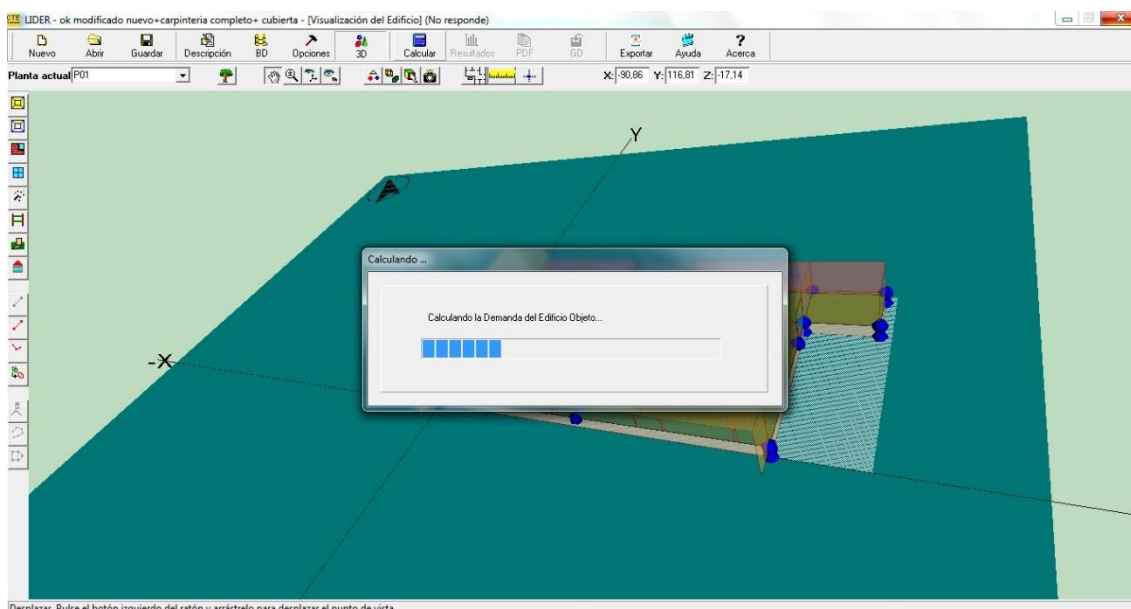 CTE LIDER - ok modificado nuevo+carpinteria completo+ cubierta - [Visualización del Edificio] (No responde)
Nuevo Abrir Guardar Descripción BD Opciones 3D Calcular Resultados PDF GD Exportar Ayuda Acerca
Planta actual P01 X: -90,86 Y: 116,81 Z: -17,14
Y
Calculando ...
Calculando la Demanda del Edificio Objeto...
-X
Desplazar. Pulse el botón izquierdo del ratón y arrástrelo para desplazar el punto de vista